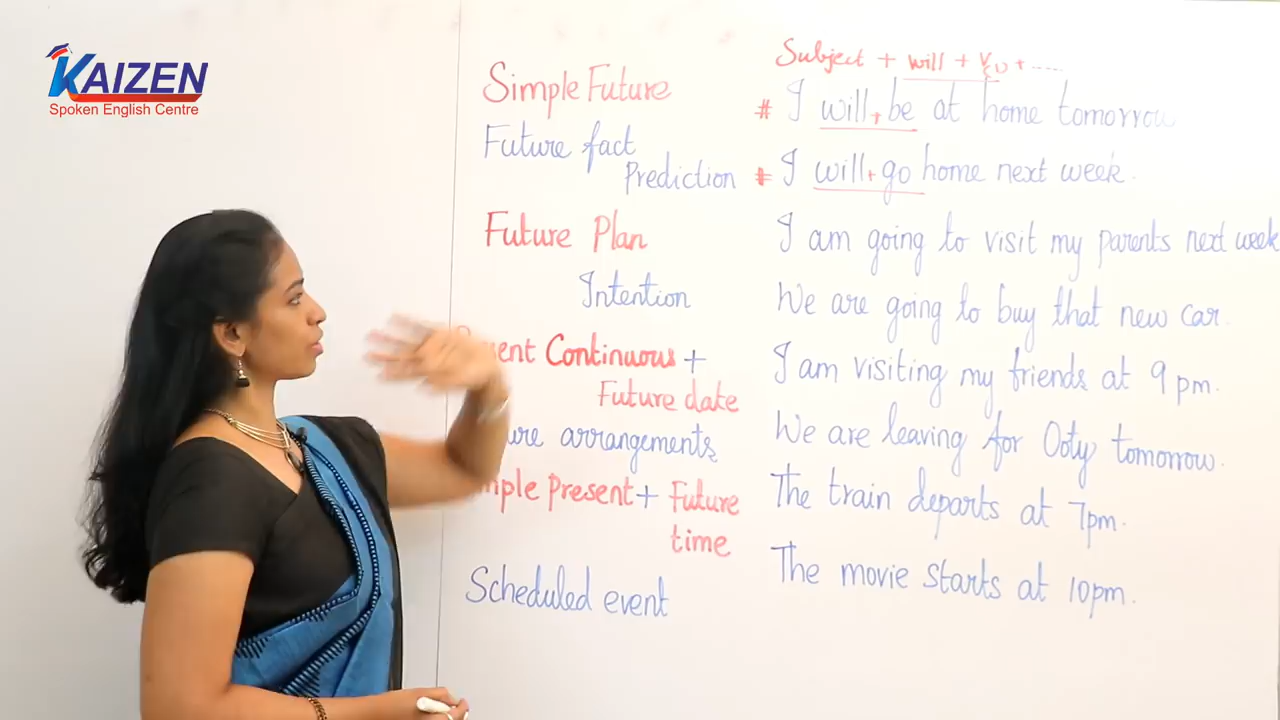 KAIZEN
Spoken English Centre
Subject + will + V(1) + .....
Simple Future
# I will + be at home tomorrow
Future fact
Prediction
# I will + go home next week.
Future Plan
I am going to visit my parents next week
Intention
We are going to buy that new car.
Continuous +
I am visiting my friends at 9 pm.
Future date
arrangements
We are leaving for Ooty tomorrow.
Present + Future
The train departs at 7pm.
time
Scheduled event
The movie starts at 10pm.